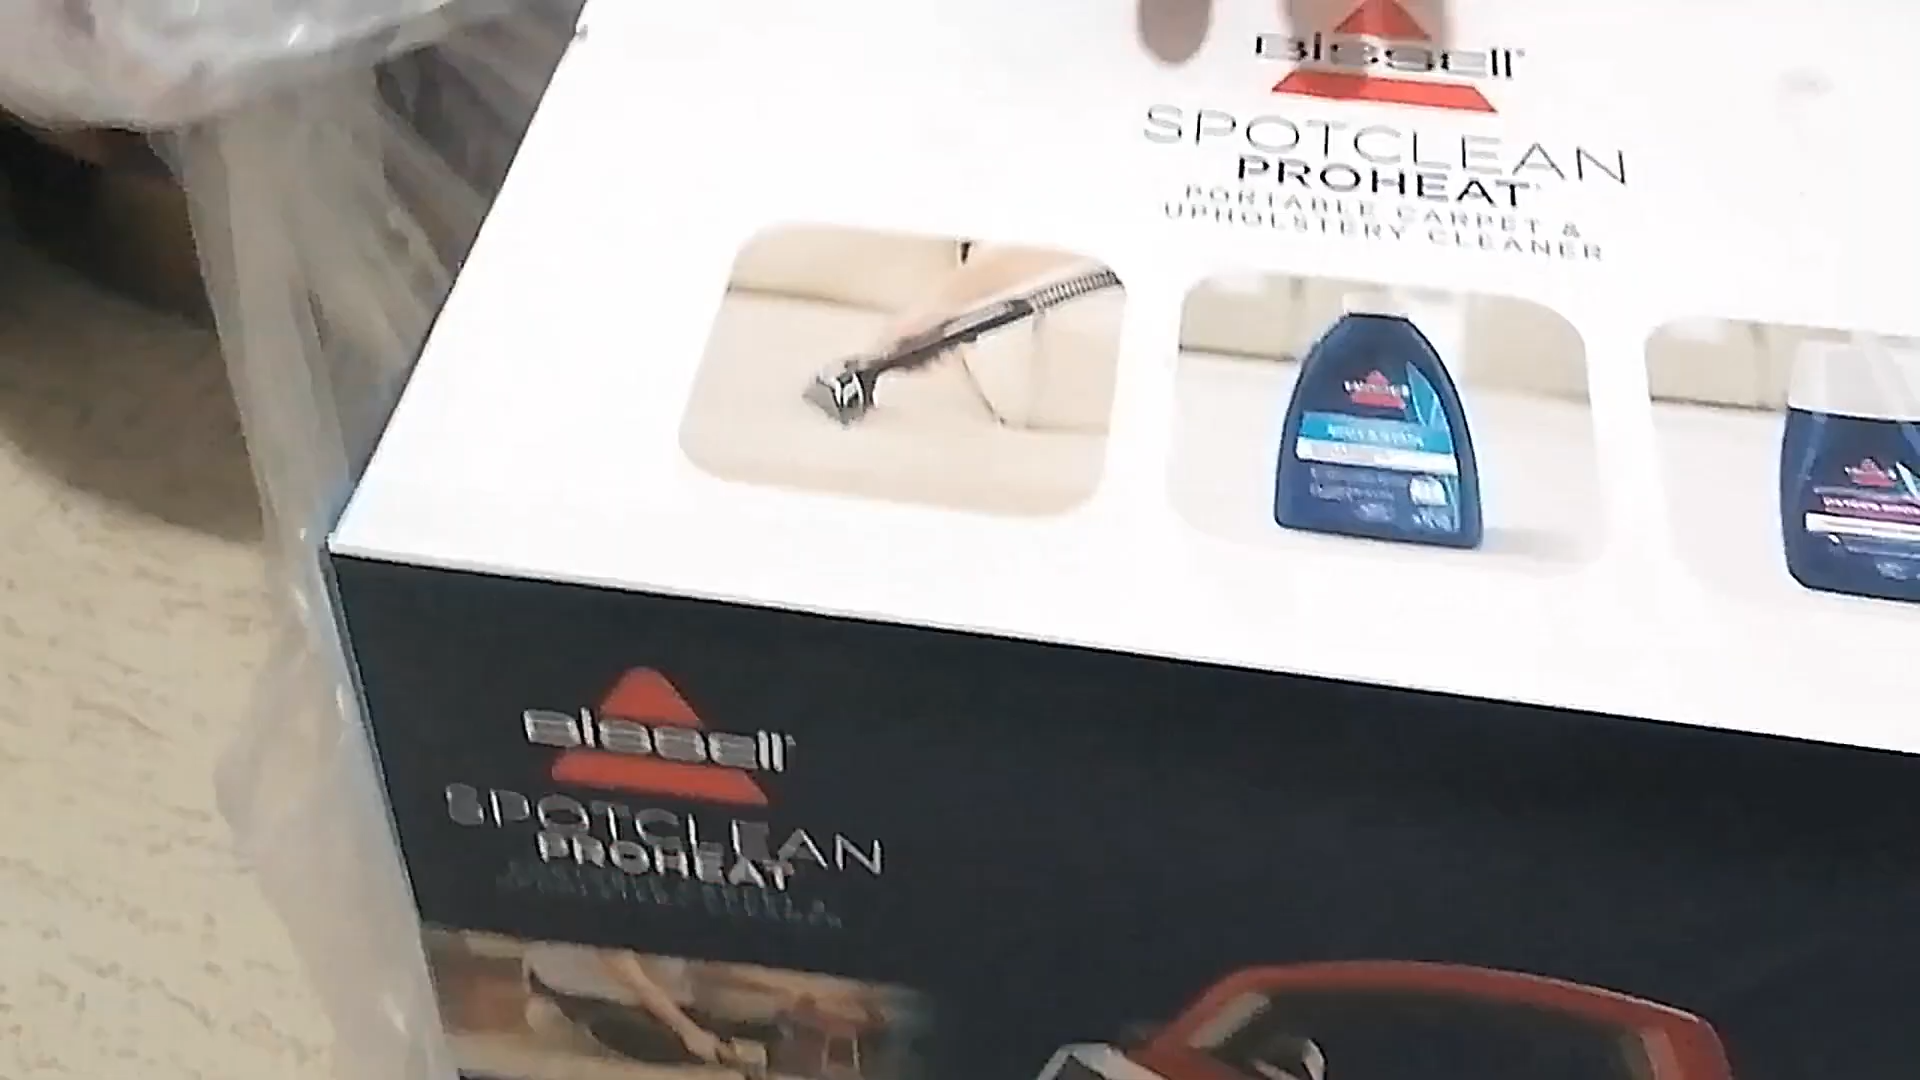 Bissell
SPOTCLEAN
PROHEAT
PORTABLE CARPET &
UPHOLSTERY CLEANER
Bissell
SPOTCLEAN
PROHEAT